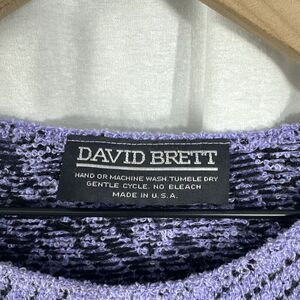 DAVID BRETT
HAND OR MACHINE WASH. TUMBLE DRY
GENTLE CYCLE. NO BLEACH
MADE IN U.S.A.